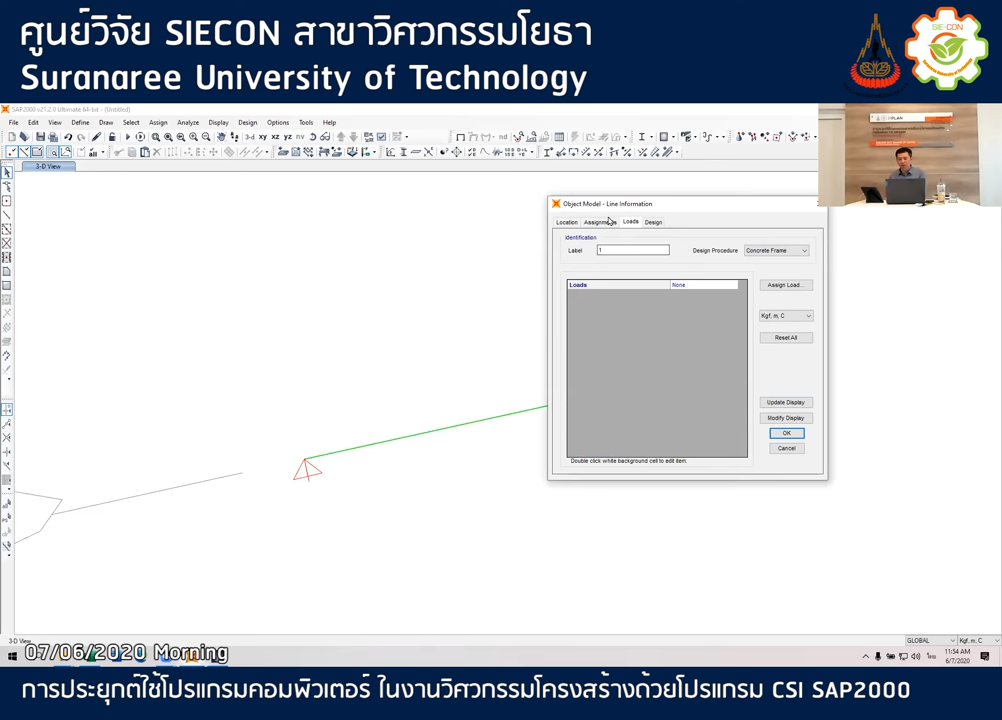 ศูนย์วิจัย SIECON สาขาวิศวกรรมโยธา
Suranaree University of Technology
SIE-CON
SAP2000 v21.2.0 Ultimate 64-bit - (Untitled)
File Edit View Define Draw Select Assign Analyze Display Design Options Tools Help
3-d xy xz yz nv
3-D View
Object Model - Line Information
Location Assignments Loads Design
Identification
Label 1 Design Procedure Concrete Frame
Loads None
Assign Load...
Kgf, m, C
Reset All
Update Display
Modify Display
OK
Cancel
Double click white background cell to edit item.
3-D View
GLOBAL Kgf, m, C
07/06/2020 Morning
11:54 AM
6/7/2020
การประยุกต์ใช้โปรแกรมคอมพิวเตอร์ ในงานวิศวกรรมโครงสร้างด้วยโปรแกรม CSI SAP2000